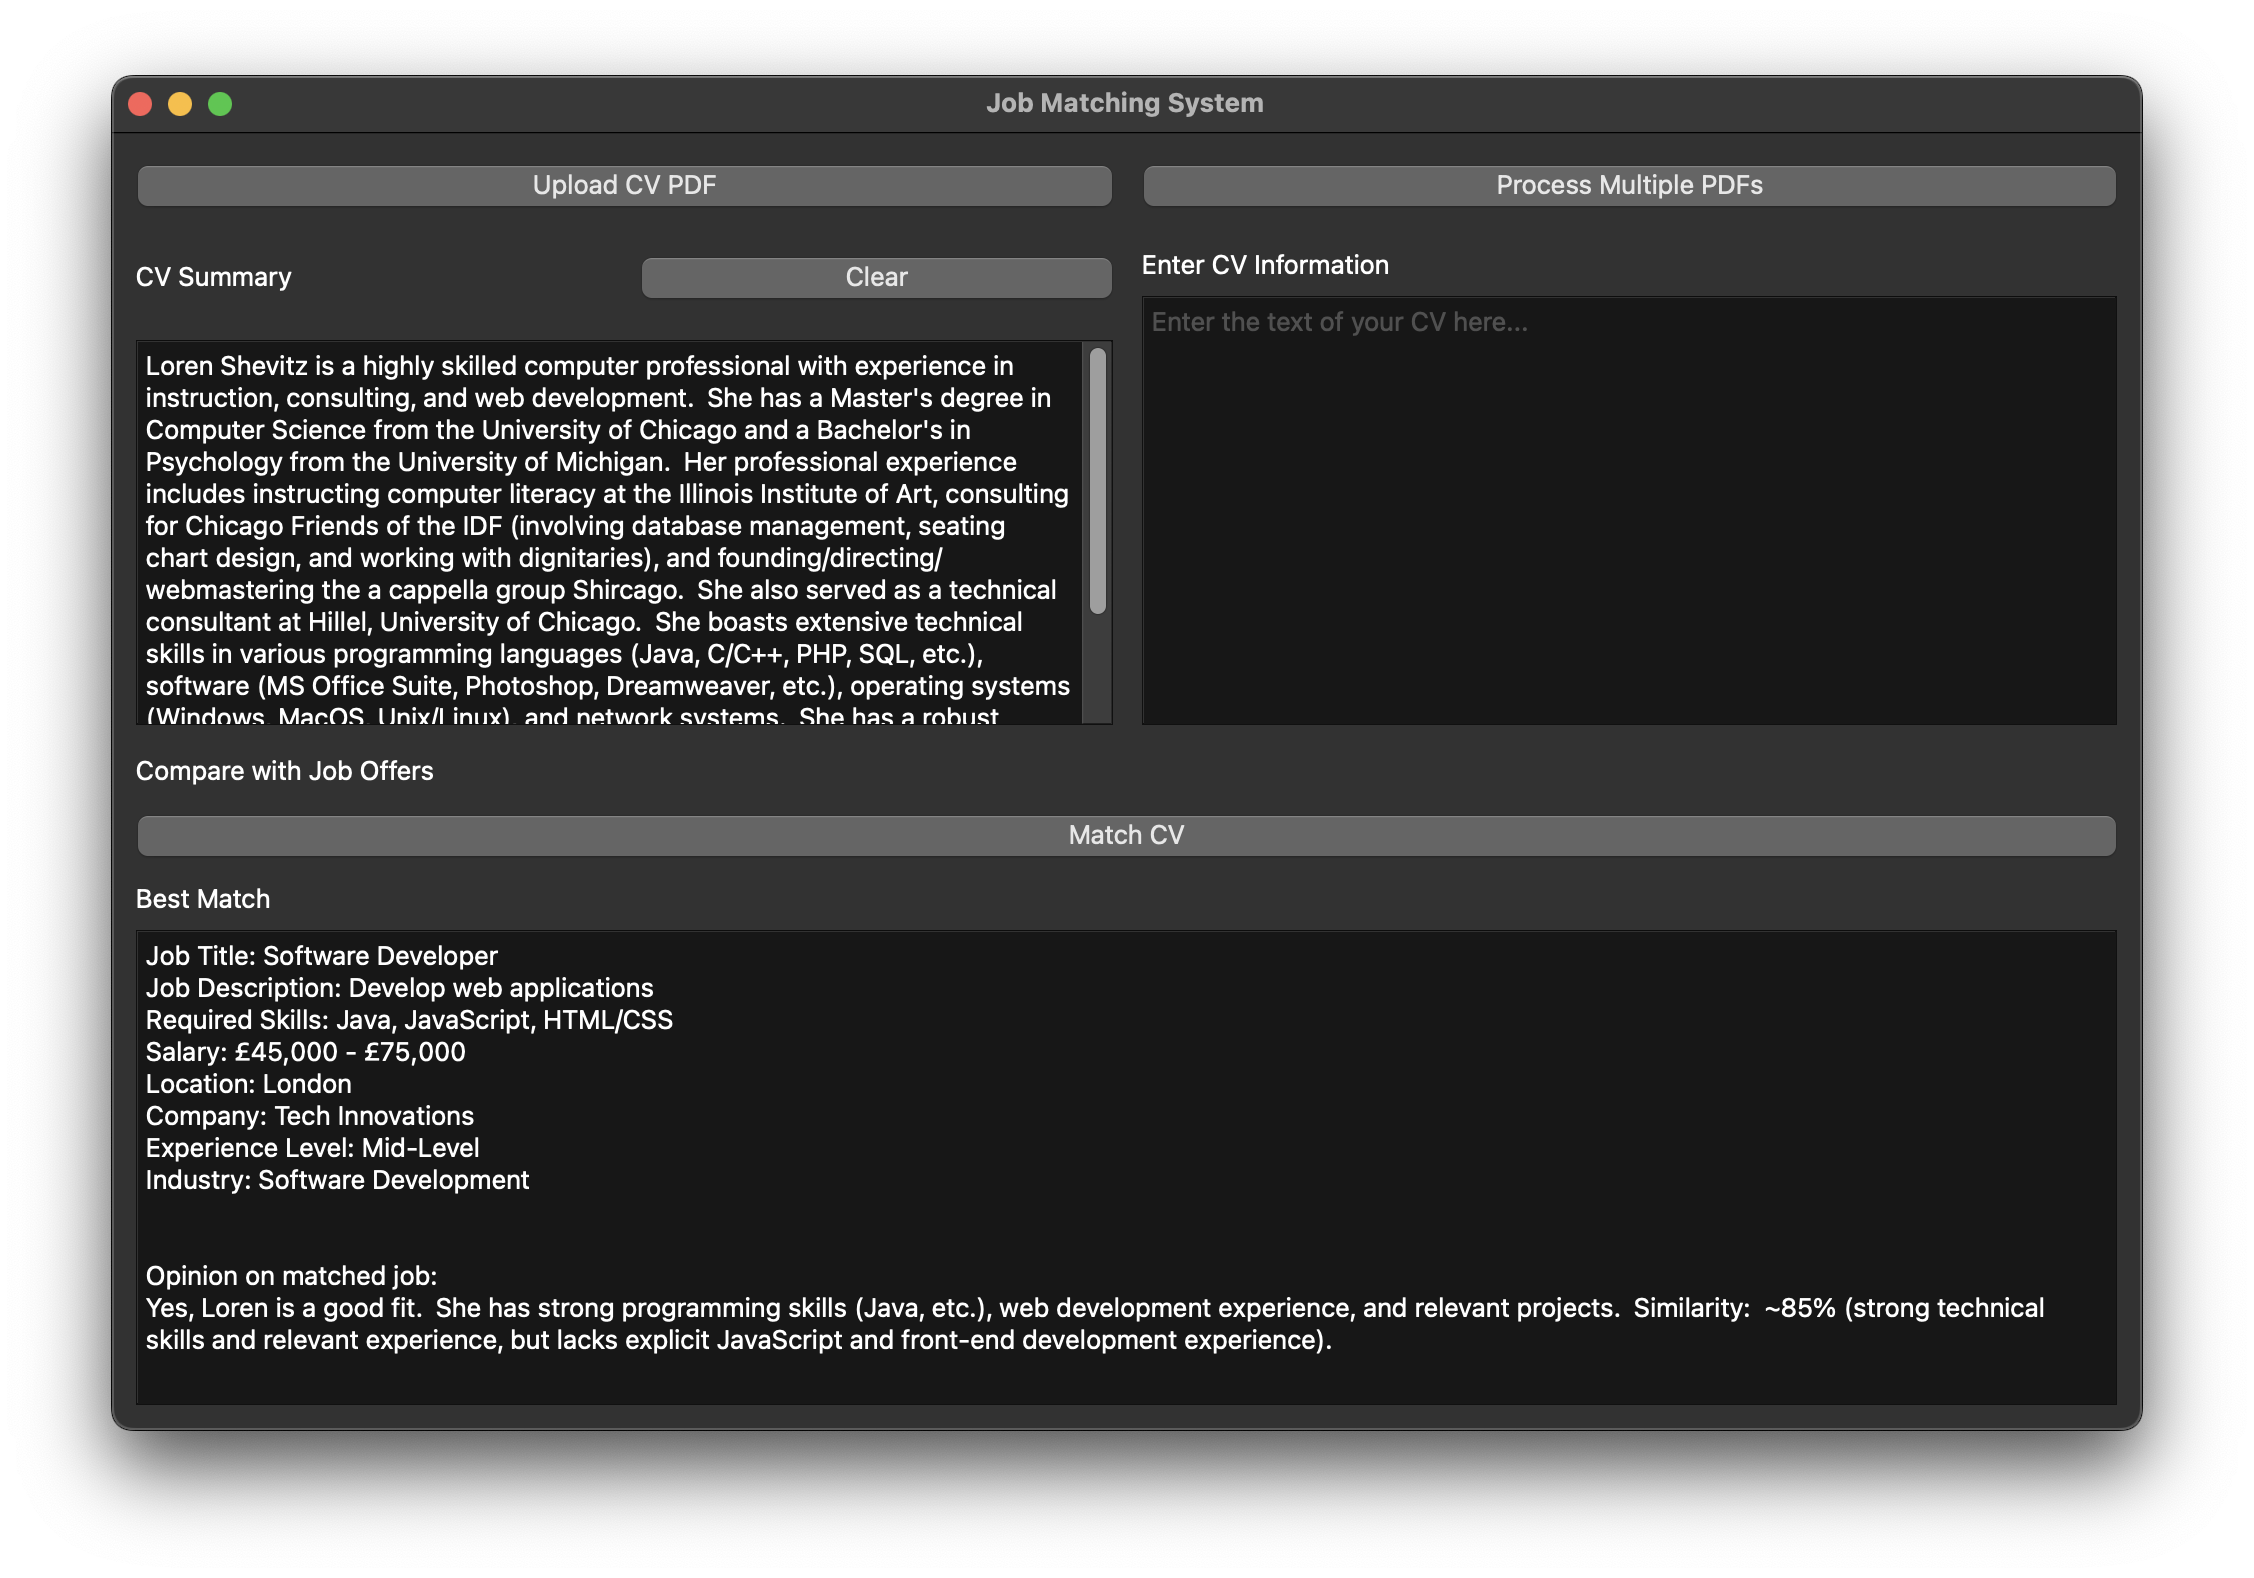 Job Matching System
Upload CV PDF
Process Multiple PDFs
CV Summary
Clear
Loren Shevitz is a highly skilled computer professional with experience in
instruction, consulting, and web development.  She has a Master's degree in
Computer Science from the University of Chicago and a Bachelor's in
Psychology from the University of Michigan.  Her professional experience
includes instructing computer literacy at the Illinois Institute of Art, consulting
for Chicago Friends of the IDF (involving database management, seating
chart design, and working with dignitaries), and founding/directing/
webmastering the a cappella group Shircago.  She also served as a technical
consultant at Hillel, University of Chicago.  She boasts extensive technical
skills in various programming languages (Java, C/C++, PHP, SQL, etc.),
software (MS Office Suite, Photoshop, Dreamweaver, etc.), operating systems
(Windows, MacOS, Unix/Linux), and network systems.  She has a robust
Enter CV Information
Enter the text of your CV here...
Compare with Job Offers
Match CV
Best Match
Job Title: Software Developer
Job Description: Develop web applications
Required Skills: Java, JavaScript, HTML/CSS
Salary: £45,000 - £75,000
Location: London
Company: Tech Innovations
Experience Level: Mid-Level
Industry: Software Development
Opinion on matched job:
Yes, Loren is a good fit.  She has strong programming skills (Java, etc.), web development experience, and relevant projects.  Similarity:  ~85% (strong technical
skills and relevant experience, but lacks explicit JavaScript and front-end development experience).